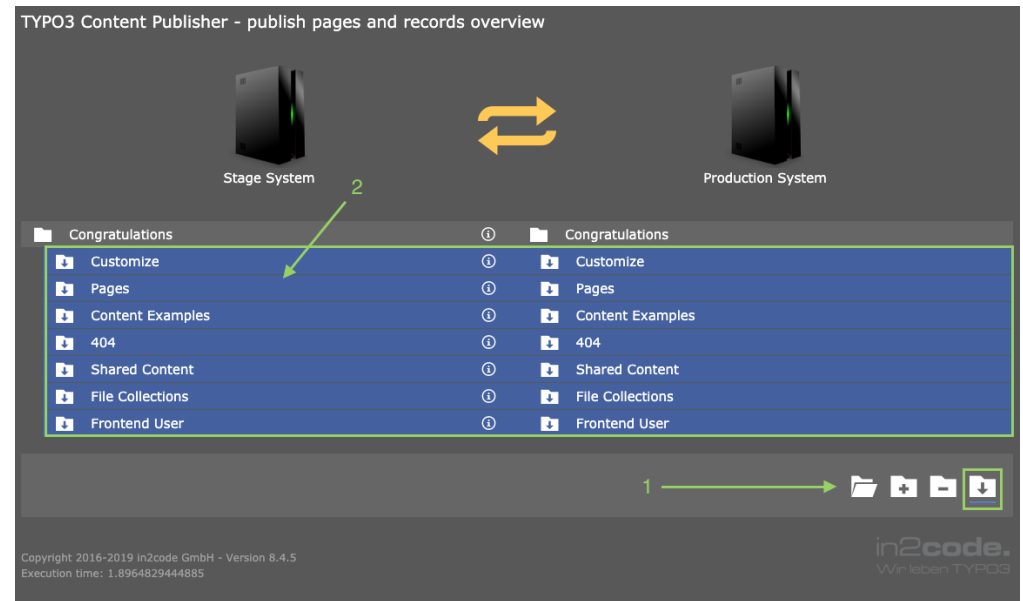 TYPO3 Content Publisher - publish pages and records overview
Stage System
Production System
2
Congratulations Congratulations
Customize Customize
Pages Pages
Content Examples Content Examples
404 404
Shared Content Shared Content
File Collections File Collections
Frontend User Frontend User
1
Copyright 2016-2019 in2code GmbH - Version 8.4.5
Execution time: 1.8964829444885
in2code.
Wir leben TYPO3